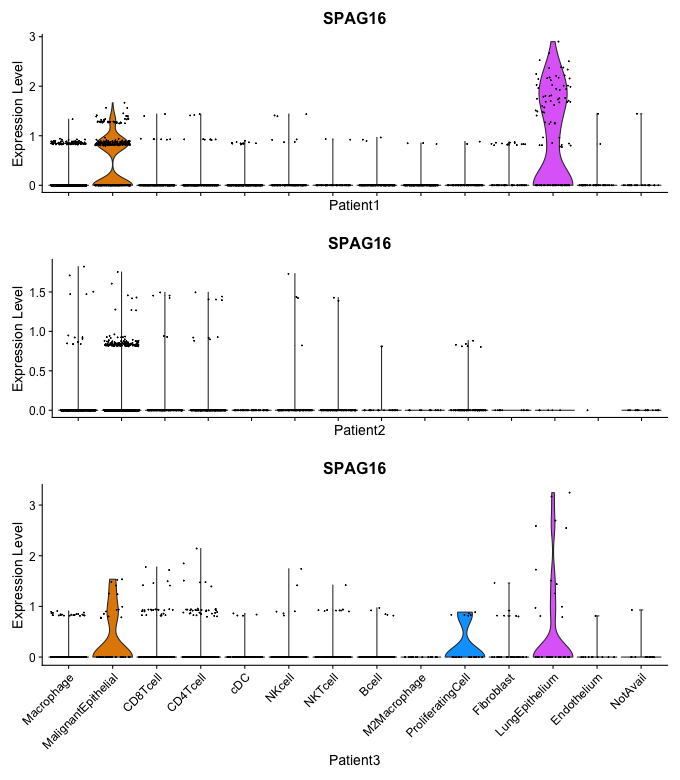 SPAG16
Expression Level
3
2
1
0
Patient1
SPAG16
Expression Level
1.5
1.0
0.5
0.0
Patient2
SPAG16
Expression Level
3
2
1
0
Macrophage
MalignantEpithelial
CD8Tcell
CD4Tcell
cDC
NKcell
NKTcell
Bcell
M2Macrophage
ProliferatingCell
Fibroblast
LungEpithelium
Endothelium
NotAvail
Patient3